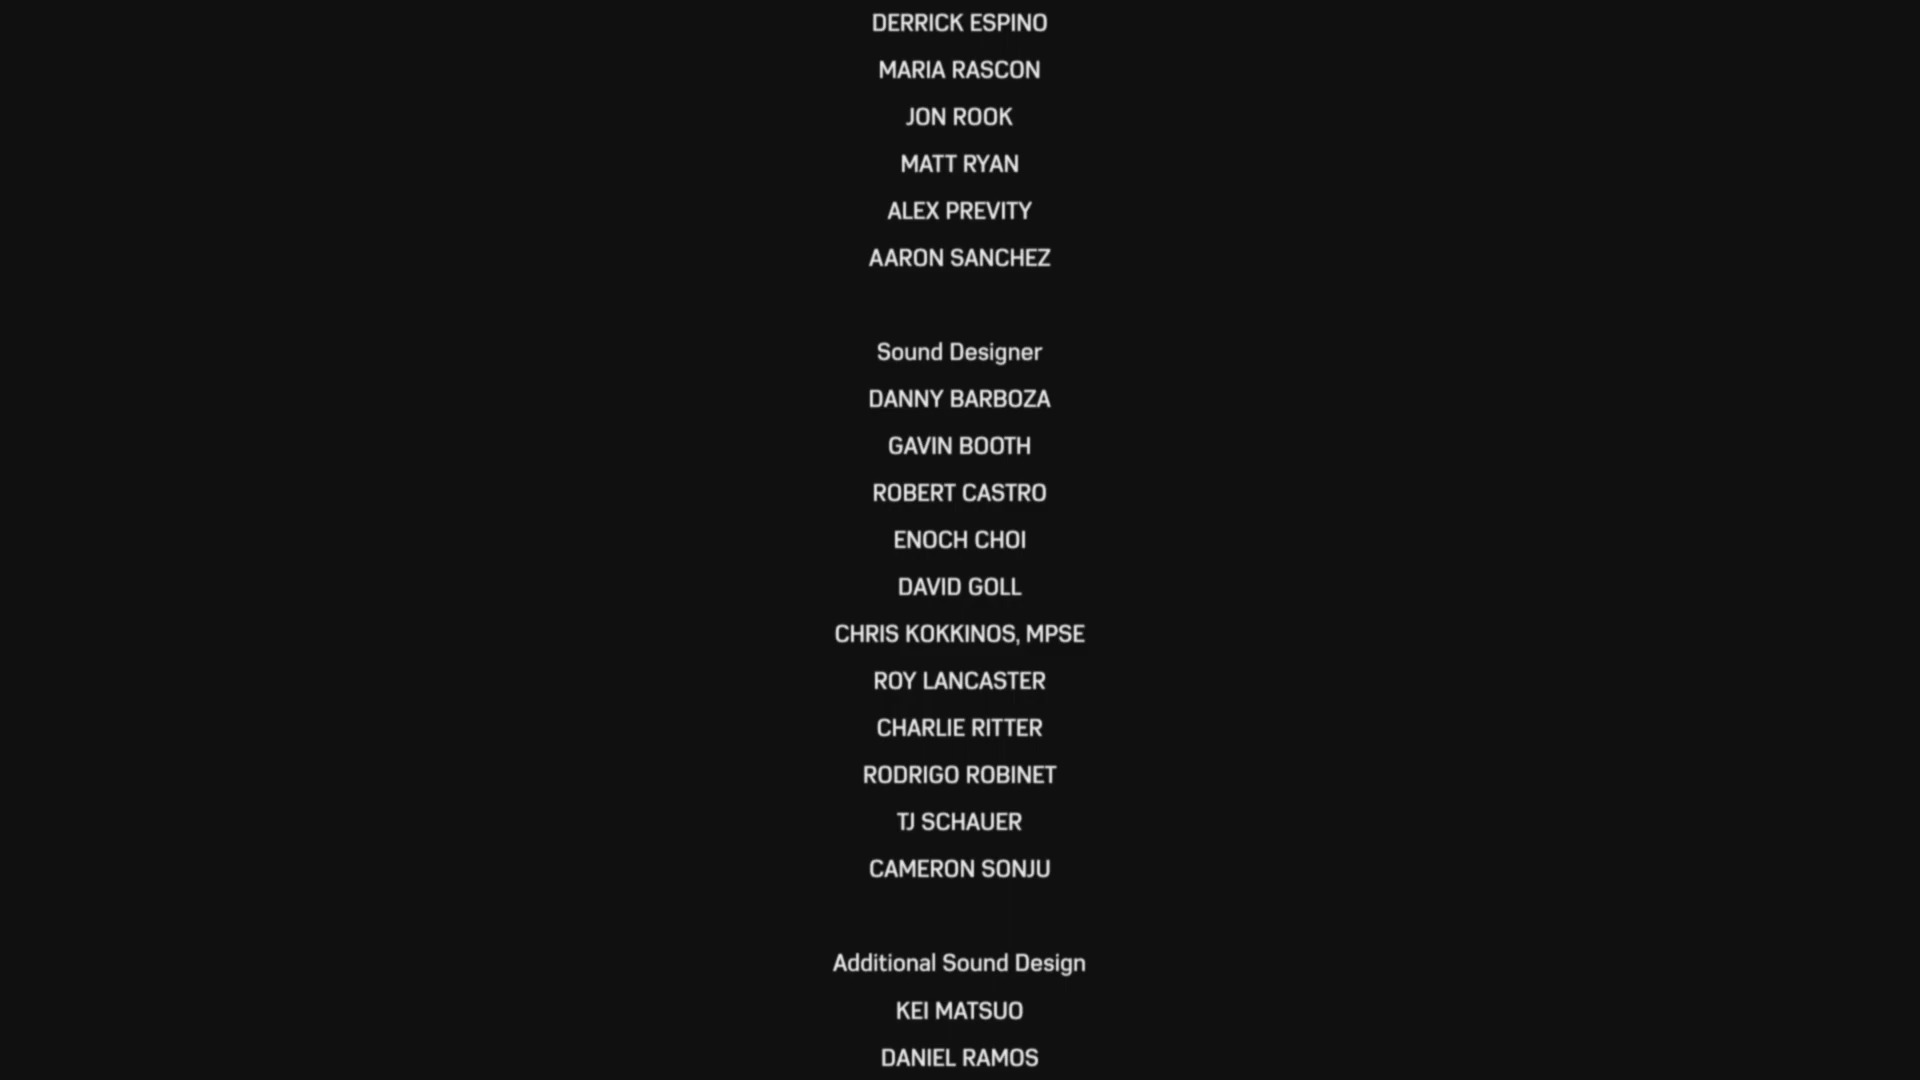 DERRICK ESPINO
MARIA RASCON
JON ROOK
MATT RYAN
ALEX PREVITY
AARON SANCHEZ
Sound Designer
DANNY BARBOZA
GAVIN BOOTH
ROBERT CASTRO
ENOCH CHOI
DAVID GOLL
CHRIS KOKKINOS, MPSE
ROY LANCASTER
CHARLIE RITTER
RODRIGO ROBINET
TJ SCHAUER
CAMERON SONJU
Additional Sound Design
KEI MATSUO
DANIEL RAMOS